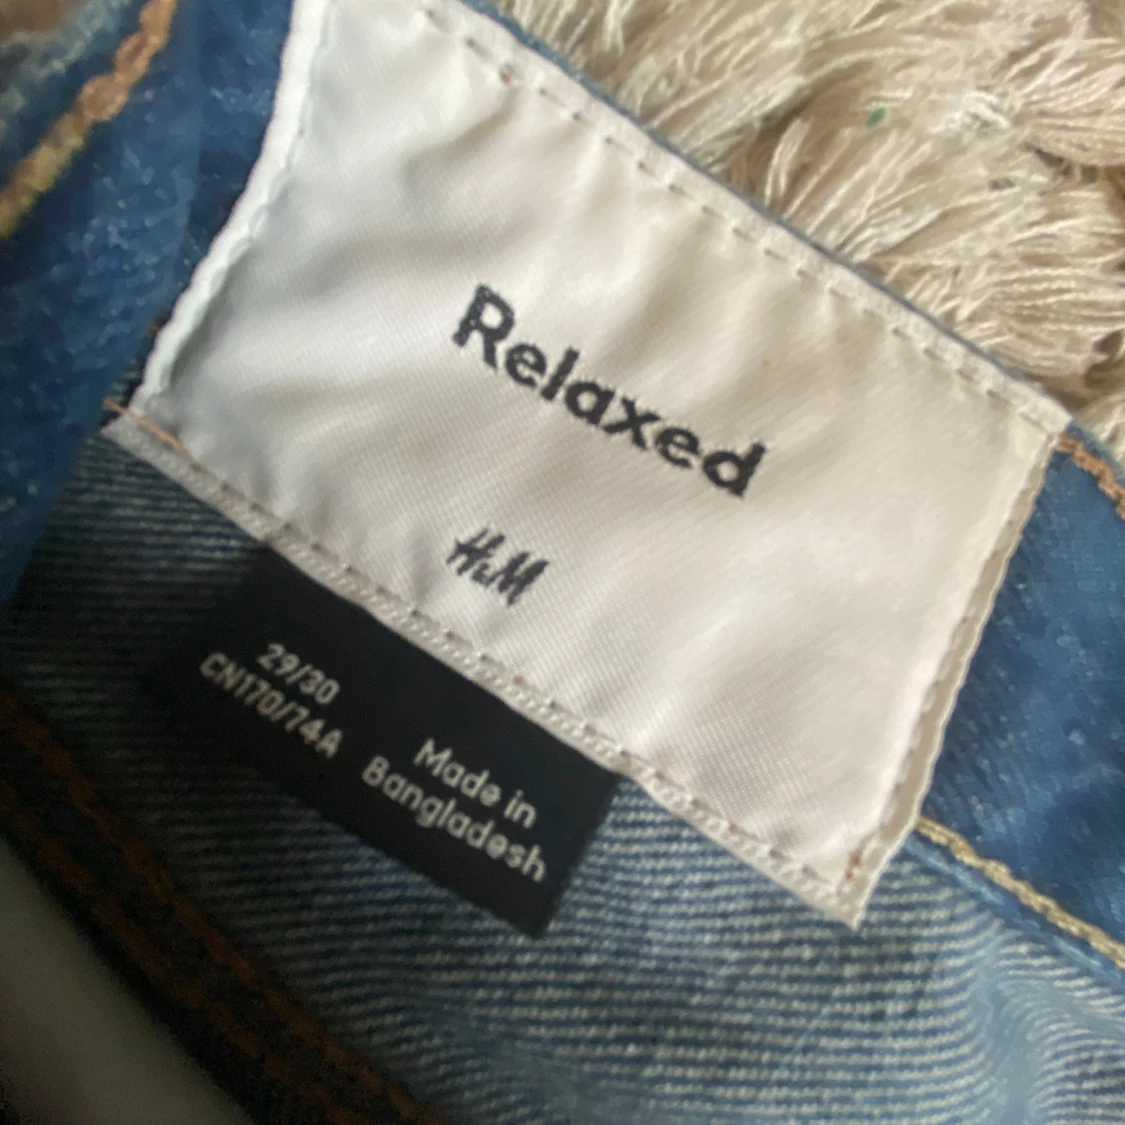 Relaxed
H&M
29/30
CN170/74A
Made in
Bangladesh